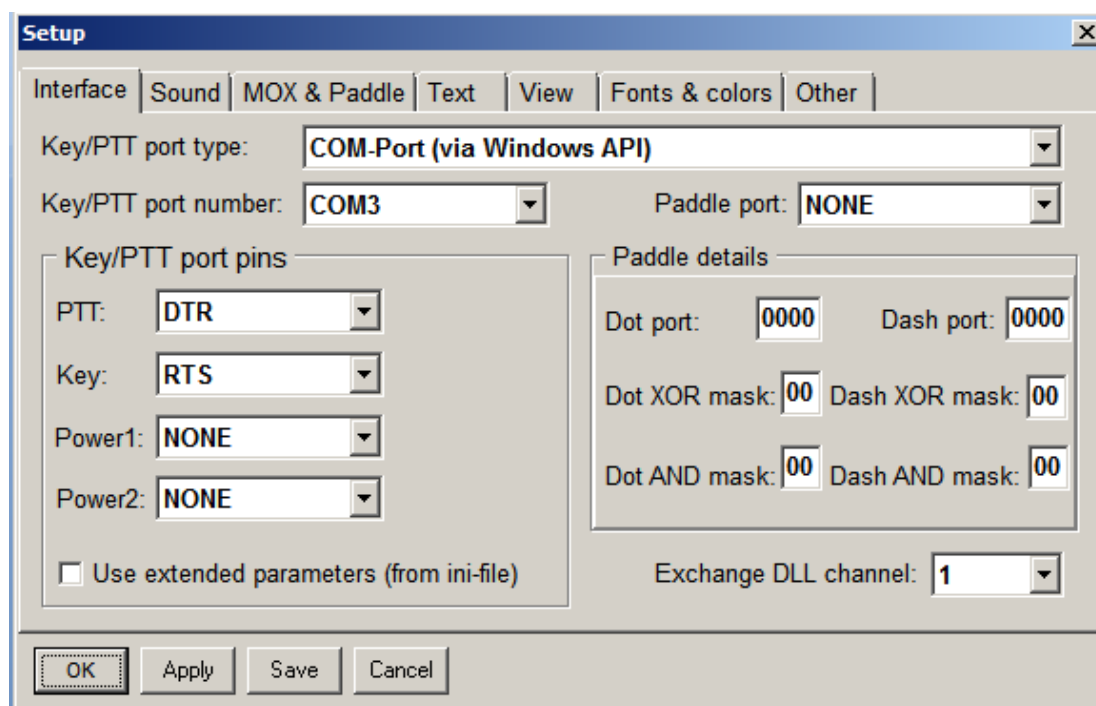 Setup
Interface Sound MOX & Paddle Text View Fonts & colors Other
Key/PTT port type: COM-Port (via Windows API)
Key/PTT port number: COM3 Paddle port: NONE
Key/PTT port pins
PTT: DTR
Key: RTS
Power1: NONE
Power2: NONE
Use extended parameters (from ini-file)
Paddle details
Dot port: 0000 Dash port: 0000
Dot XOR mask: 00 Dash XOR mask: 00
Dot AND mask: 00 Dash AND mask: 00
Exchange DLL channel: 1
OK Apply Save Cancel